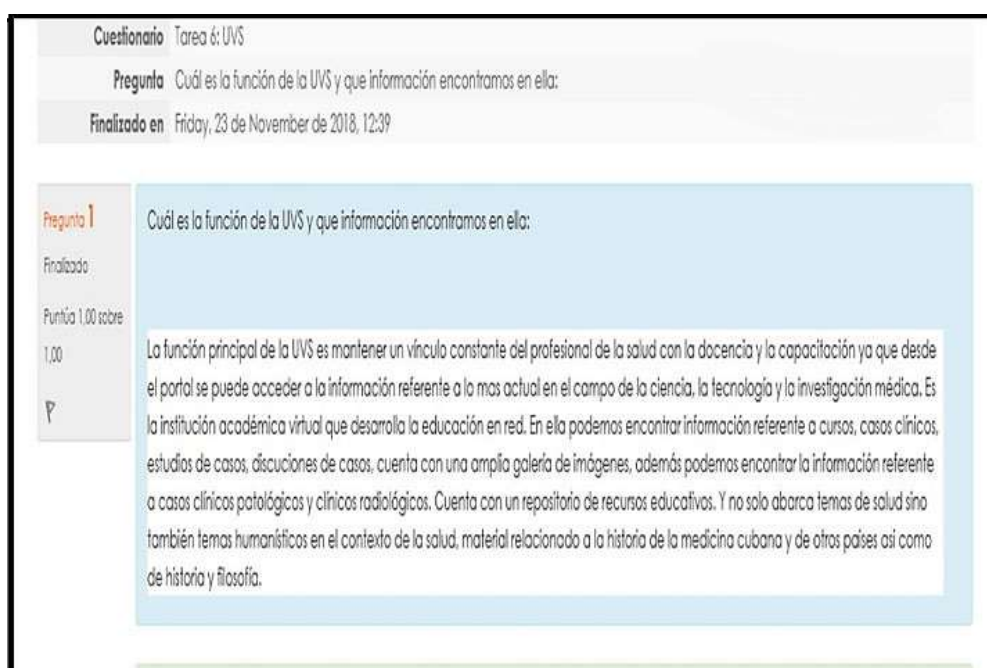 Cuestionario Tarea 6: UVS
Pregunta Cuál es la función de la UVS y que información encontramos en ella:
Finalizado en Friday, 23 de November de 2018, 12:39
Pregunta 1
Finalizado
Puntúa 1,00 sobre
1,00
Cuál es la función de la UVS y que información encontramos en ella:
La función principal de la UVS es mantener un vínculo constante del profesional de la salud con la docencia y la capacitación ya que desde
el portal se puede acceder a la información referente a lo mas actual en el campo de la ciencia, la tecnología y la investigación médica. Es
la institución académica virtual que desarrolla la educación en red. En ella podemos encontrar información referente a cursos, casos clínicos,
estudios de casos, discuciones de casos, cuenta con una amplia galería de imágenes, además podemos encontrar la información referente
a casos clínicos patológicos y clínicos radiológicos. Cuenta con un repositorio de recursos educativos. Y no solo abarca temas de salud sino
también temas humanísticos en el contexto de la salud, material relacionado a la historia de la medicina cubana y de otros países asi como
de historia y filosofía.